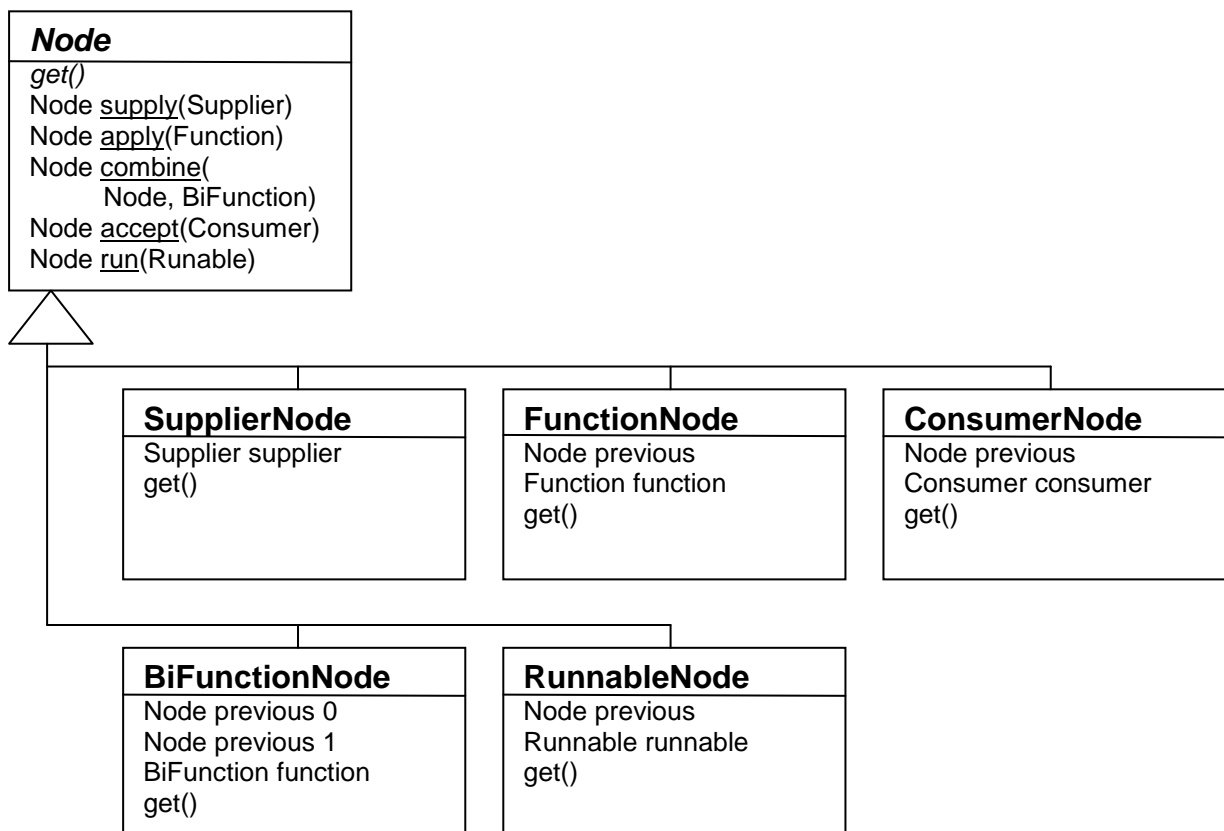 Node
get()
Node supply(Supplier)
Node apply(Function)
Node combine(
Node, BiFunction)
Node accept(Consumer)
Node run(Runable)
SupplierNode
Supplier supplier
get()
FunctionNode
Node previous
Function function
get()
ConsumerNode
Node previous
Consumer consumer
get()
BiFunctionNode
Node previous 0
Node previous 1
BiFunction function
get()
RunnableNode
Node previous
Runnable runnable
get()